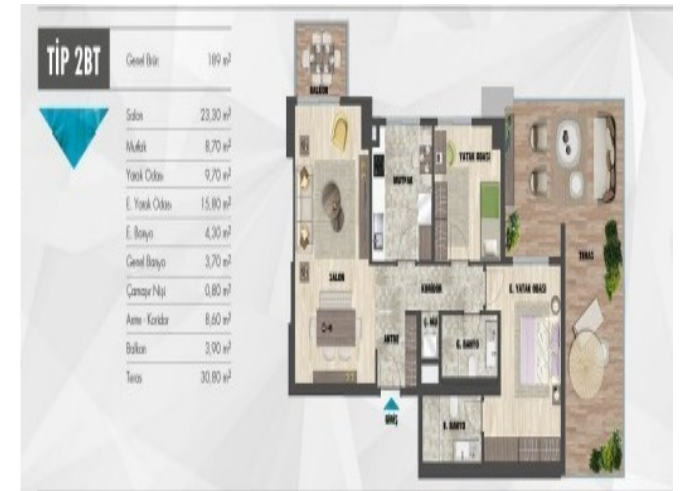 TİP 2BT
Genel Brüt 189 m²
Salon 23,30 m²
Mutfak 8,70 m²
Yatak Odası 9,70 m²
E. Yatak Odası 15,80 m²
E. Banyo 4,30 m²
Genel Banyo 3,70 m²
Çamaşır Nişi 0,80 m²
Antre - Koridor 8,60 m²
Balkon 3,90 m²
Teras 30,80 m²
BALKON
MUTFAK
YATAK ODASI
TERAS
SALON
KORİDOR
E. YATAK ODASI
ANTRE
Ç. NİŞİ
G. BANYO
E. BANYO
GİRİŞ